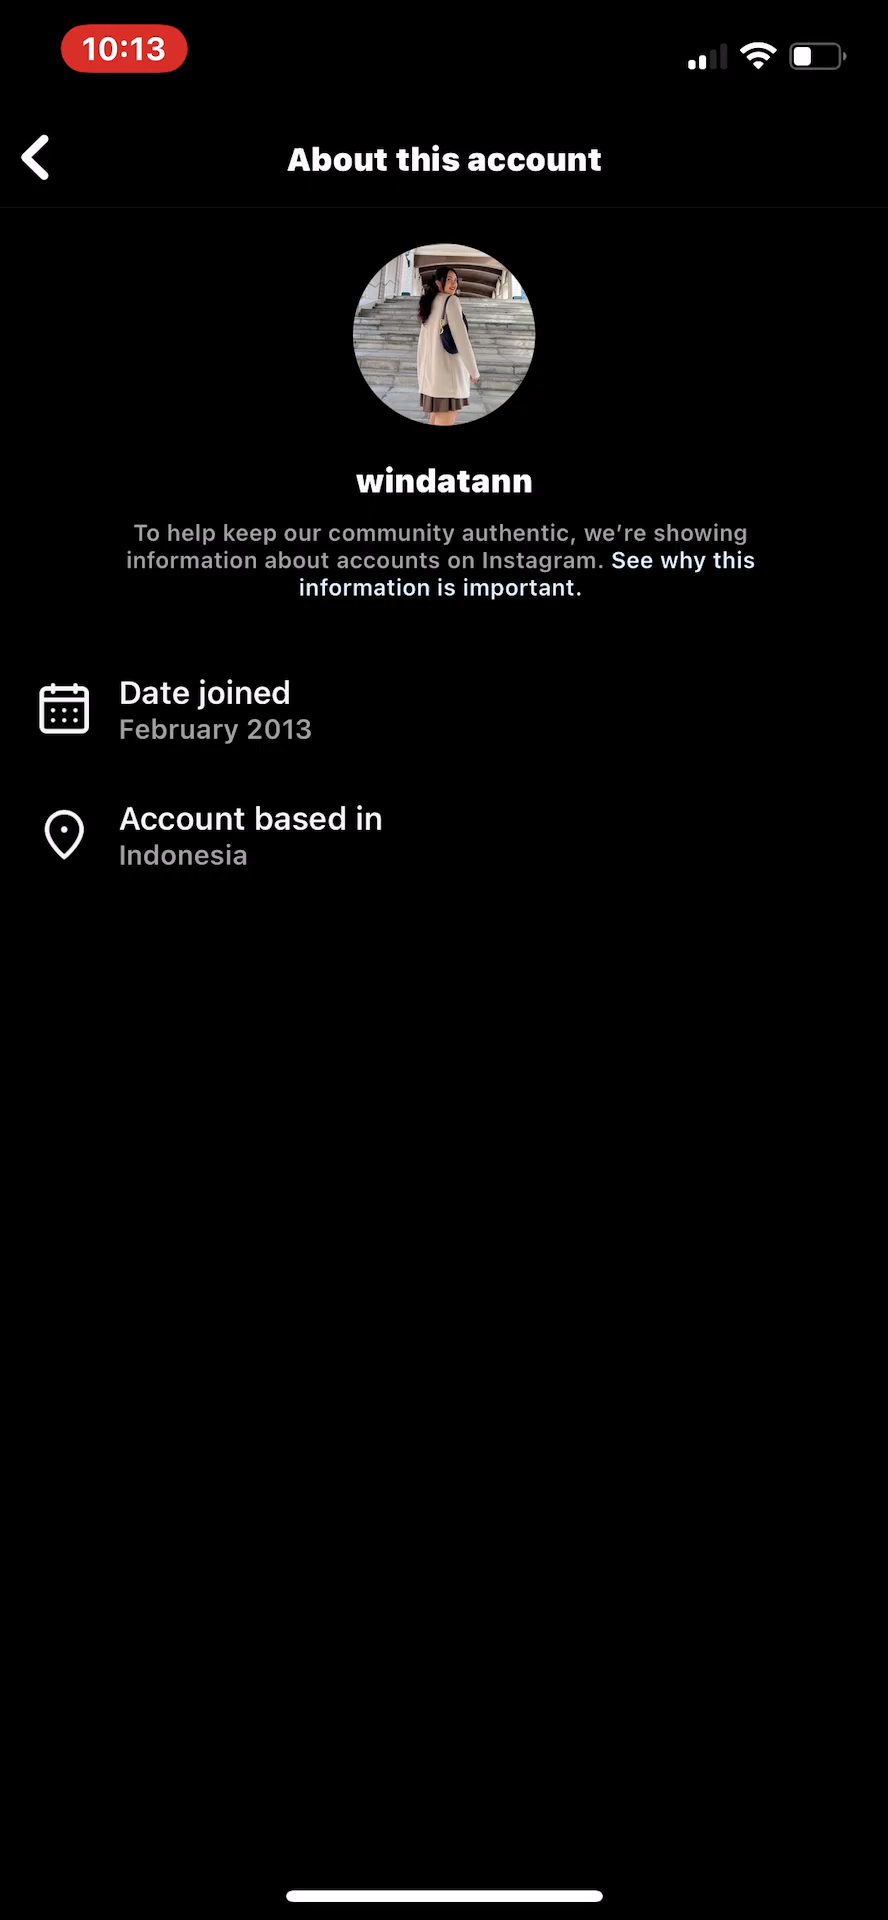 10:13
About this account
windatann
To help keep our community authentic, we’re showing
information about accounts on Instagram. See why this
information is important.
Date joined
February 2013
Account based in
Indonesia